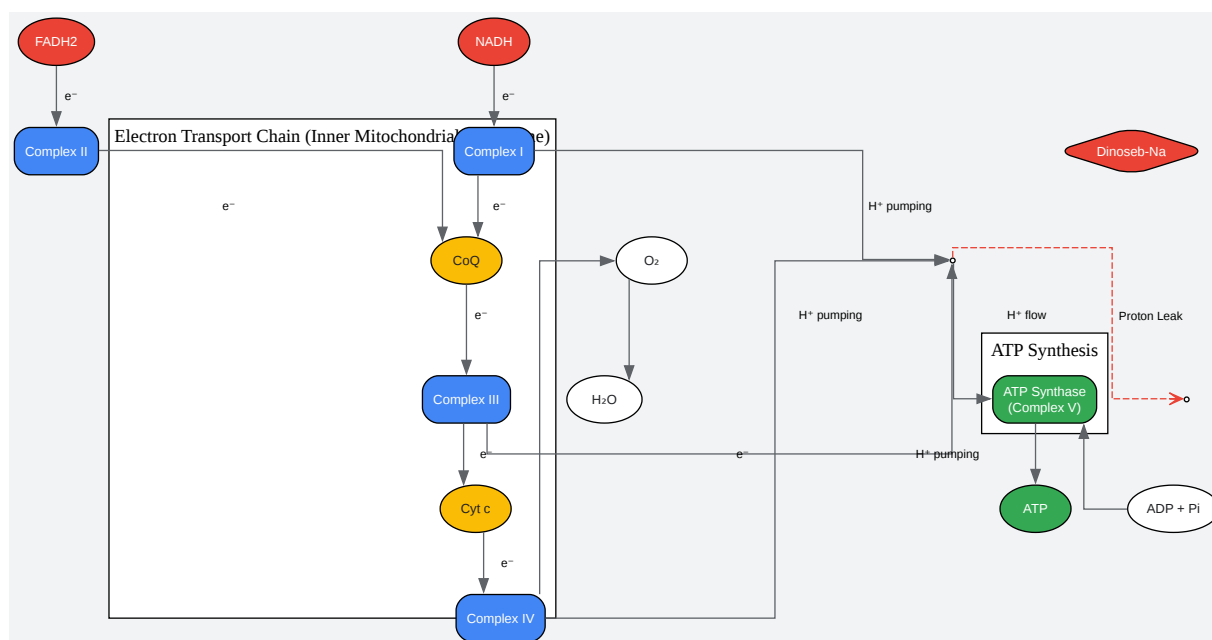 FADH2
NADH
e⁻
e⁻
Electron Transport Chain (Inner Mitochondrial
e)
Complex II
Complex I
Dinoseb-Na
e⁻
e⁻
H⁺ pumping
CoQ
O₂
e⁻
H⁺ pumping
H⁺ flow
Proton Leak
ATP Synthesis
Complex III
H₂O
ATP Synthase
(Complex V)
e⁻
e⁻
H⁺ pumping
Cyt c
ATP
ADP + Pi
e⁻
Complex IV